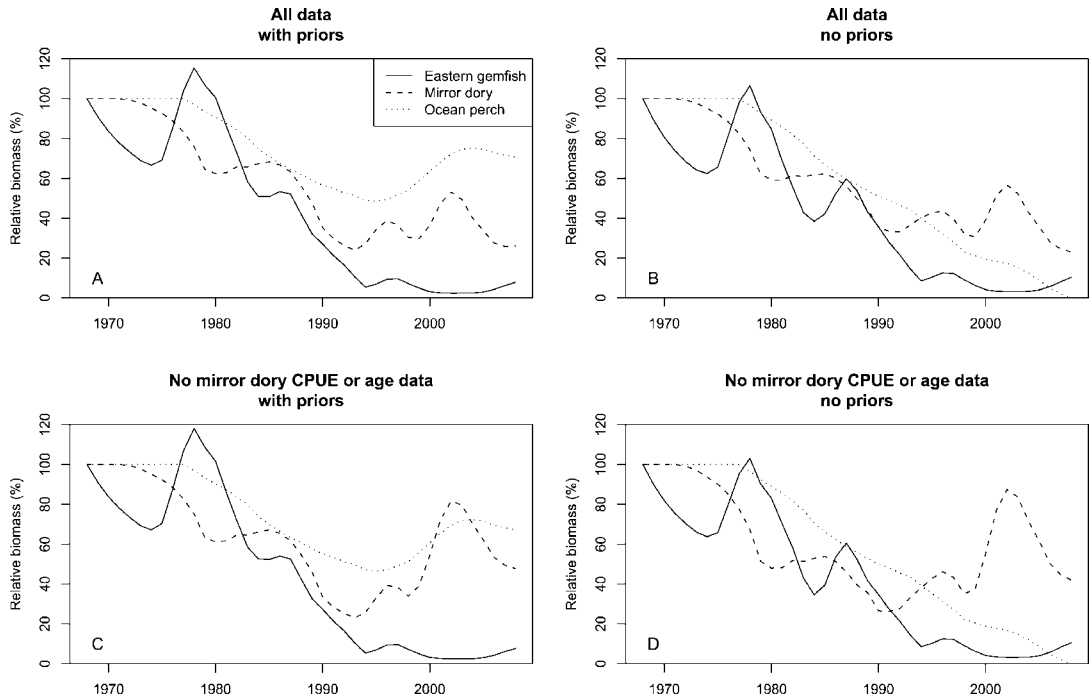 All data
with priors
Relative biomass (%)
120
100
80
60
40
20
0
Eastern gemfish
Mirror dory
Ocean perch
A
1970
1980
1990
2000
All data
no priors
Relative biomass (%)
120
100
80
60
40
20
0
B
1970
1980
1990
2000
No mirror dory CPUE or age data
with priors
Relative biomass (%)
120
100
80
60
40
20
0
C
1970
1980
1990
2000
No mirror dory CPUE or age data
no priors
Relative biomass (%)
120
100
80
60
40
20
0
D
1970
1980
1990
2000